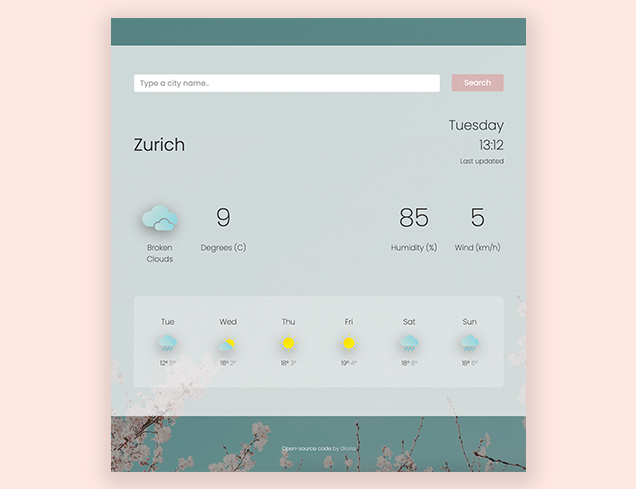 Type a city name..
Search
Zurich
Tuesday
13:12
Last updated
Broken
Clouds
9
Degrees (C)
85
Humidity (%)
5
Wind (km/h)
Tue Wed Thu Fri Sat Sun
12° 5° 16° 2° 18° 3° 19° 4° 18° 6° 18° 6°
Open-source code by Gloria